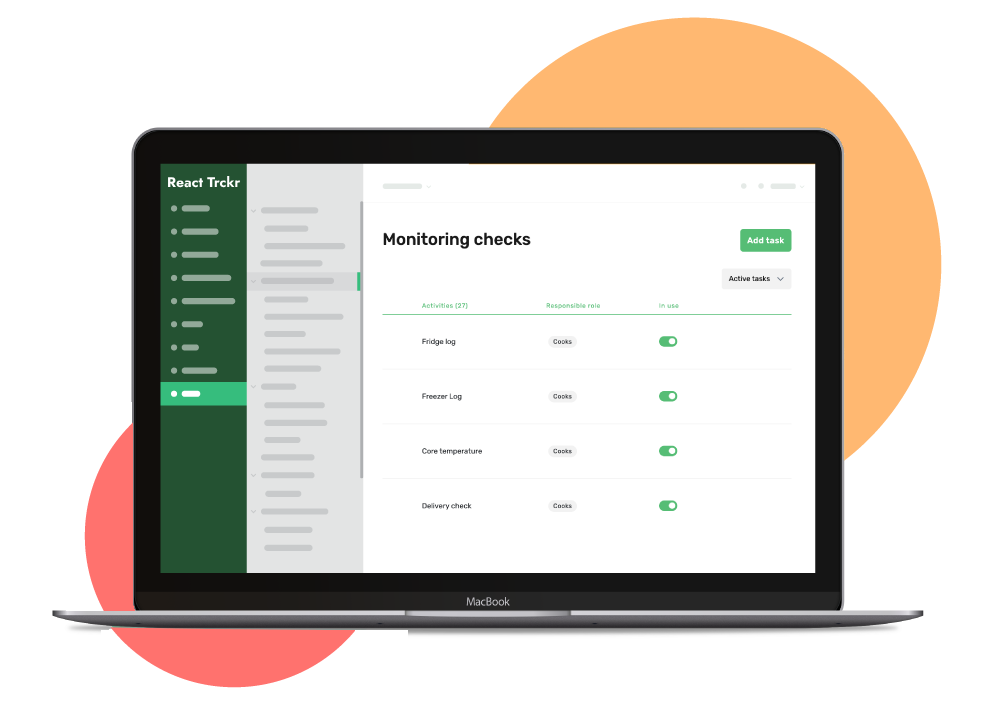 React Trckr
Monitoring checks
Add task
Active tasks
Activities (27) Responsible role In use
Fridge log Cooks
Freezer Log Cooks
Core temperature Cooks
Delivery check Cooks
MacBook